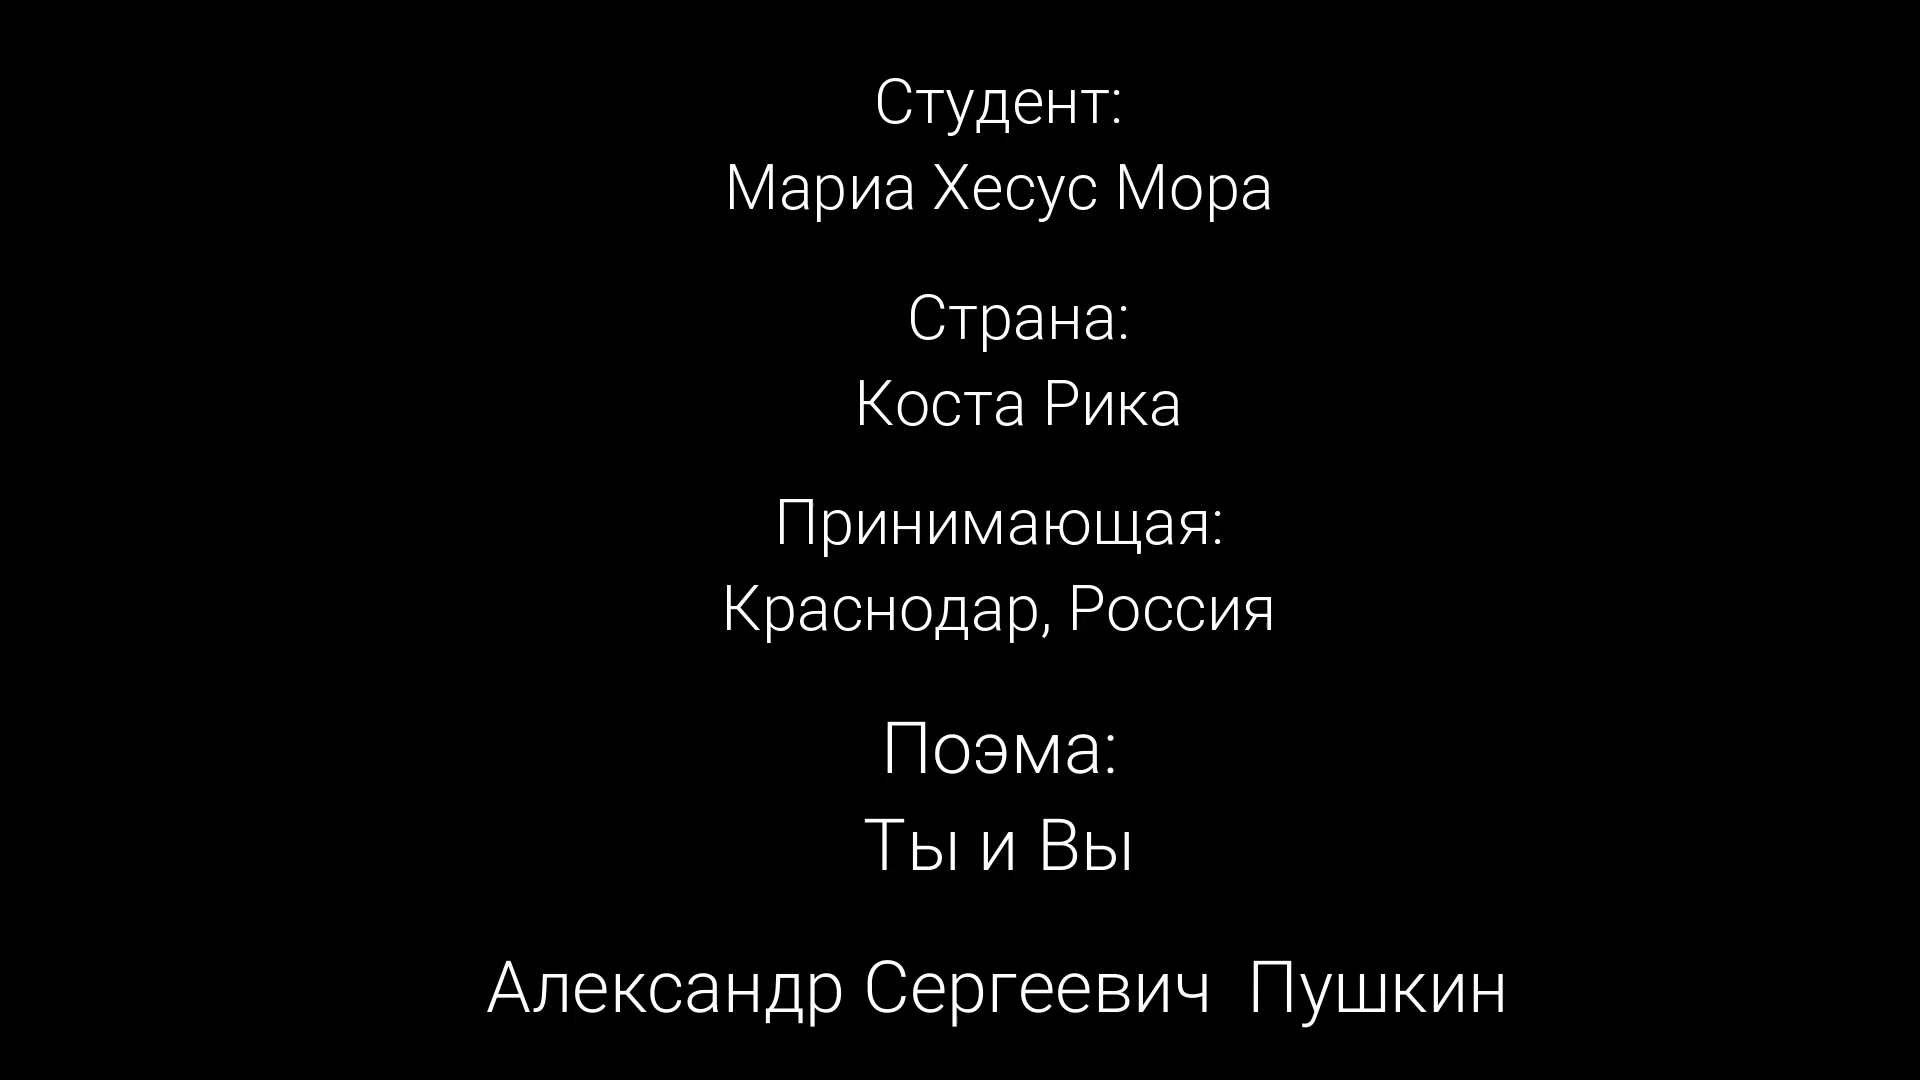 Студент:
Мариа Хесус Мора
Страна:
Коста Рика
Принимающая:
Краснодар, Россия
Поэма:
Ты и Вы
Александр Сергеевич  Пушкин